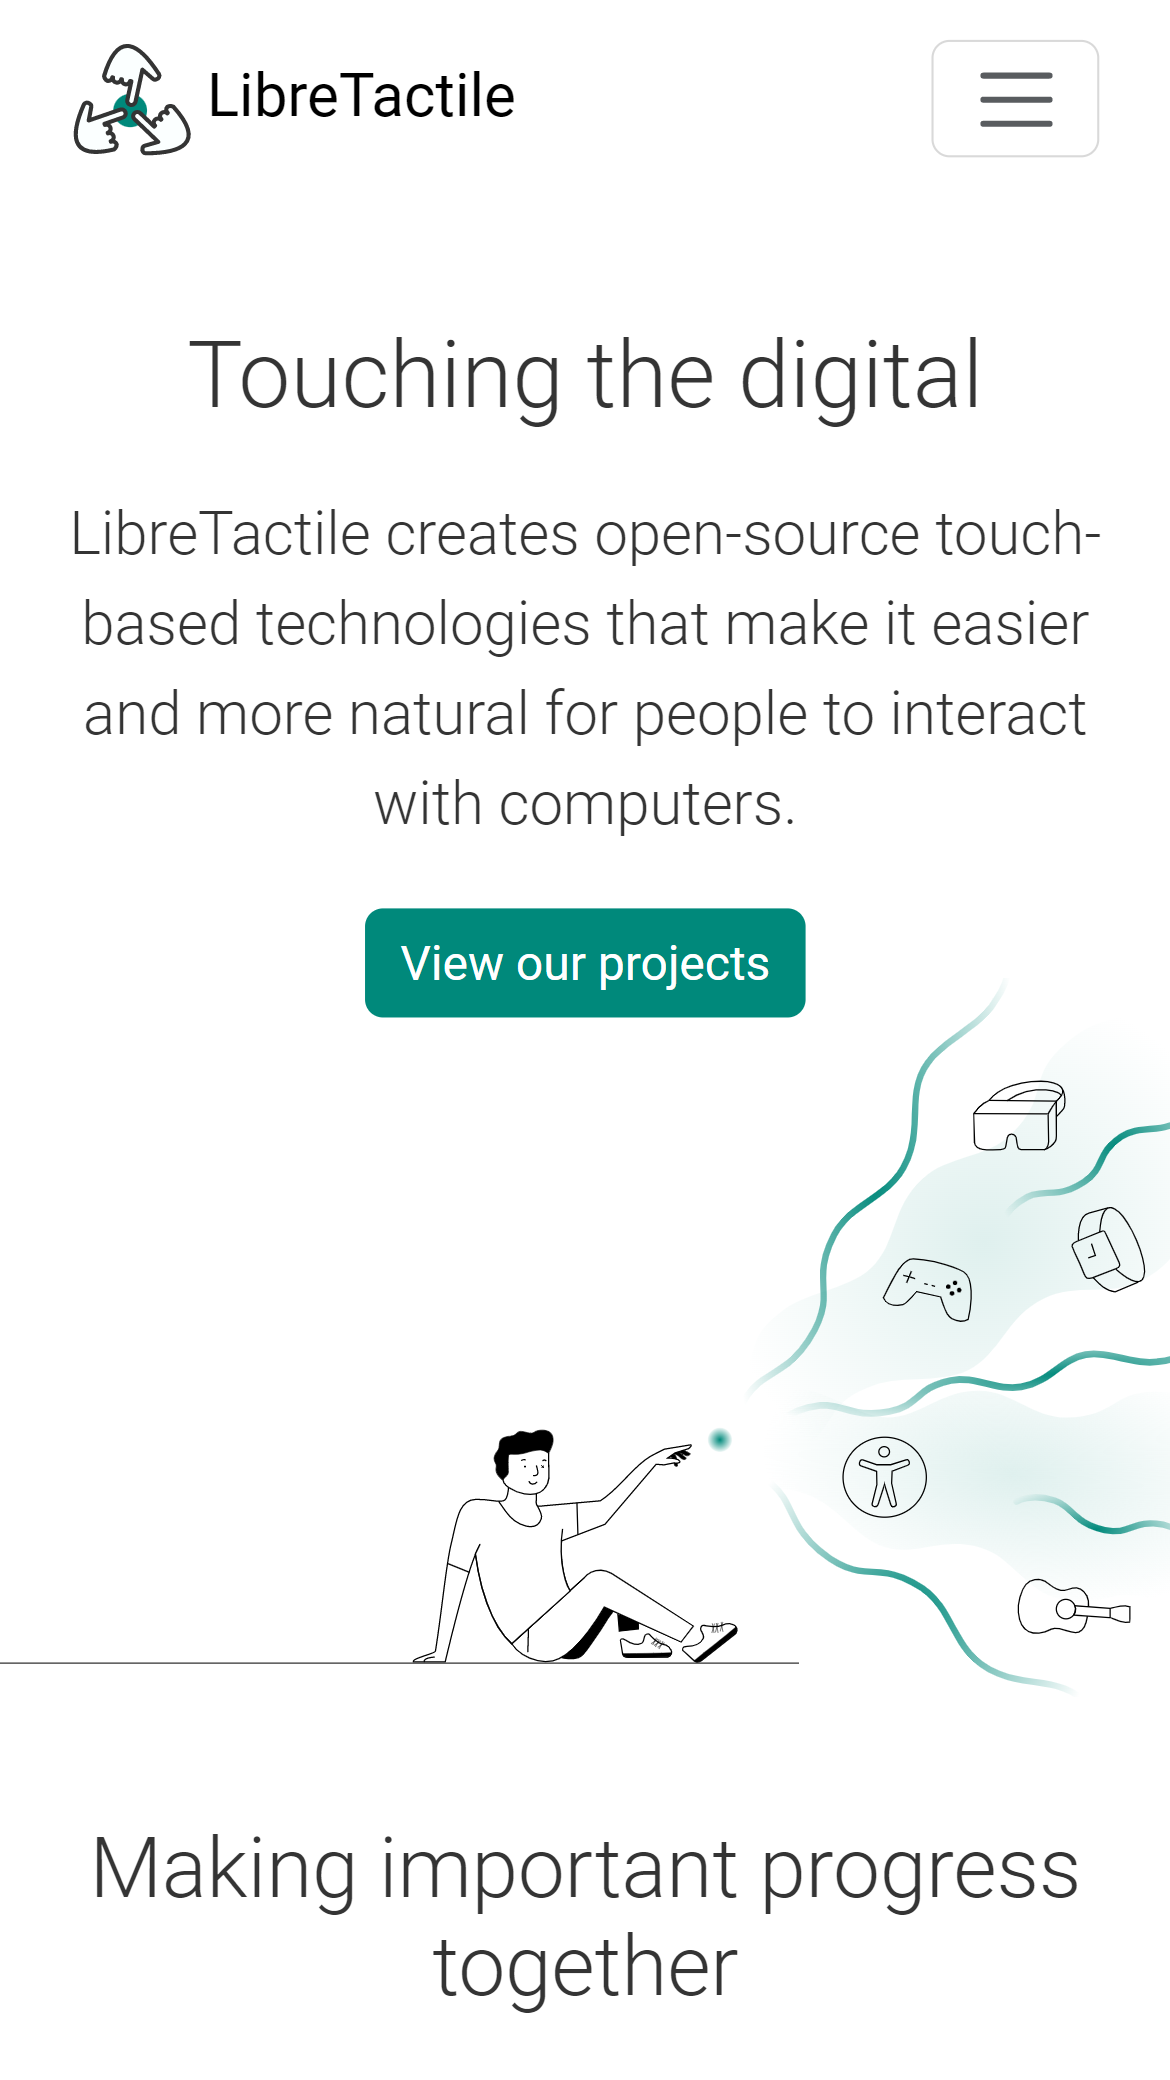 LibreTactile
Touching the digital
LibreTactile creates open-source touch-
based technologies that make it easier
and more natural for people to interact
with computers.
View our projects
Making important progress
together